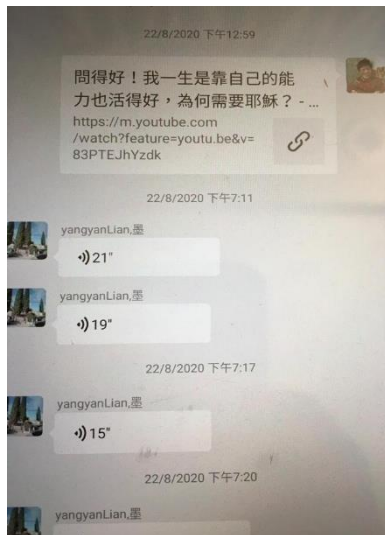 22/8/2020 下午12:59
問得好！我一生是靠自己的能
力也活得好，為何需要耶穌？ - ...
https://m.youtube.com
/watch?feature=youtu.be&v=
83PTEJhYzdk
22/8/2020 下午7:11
yangyanLian,墨
21"
yangyanLian,墨
19"
22/8/2020 下午7:17
yangyanLian,墨
15"
22/8/2020 下午7:20
yangyanLian,墨